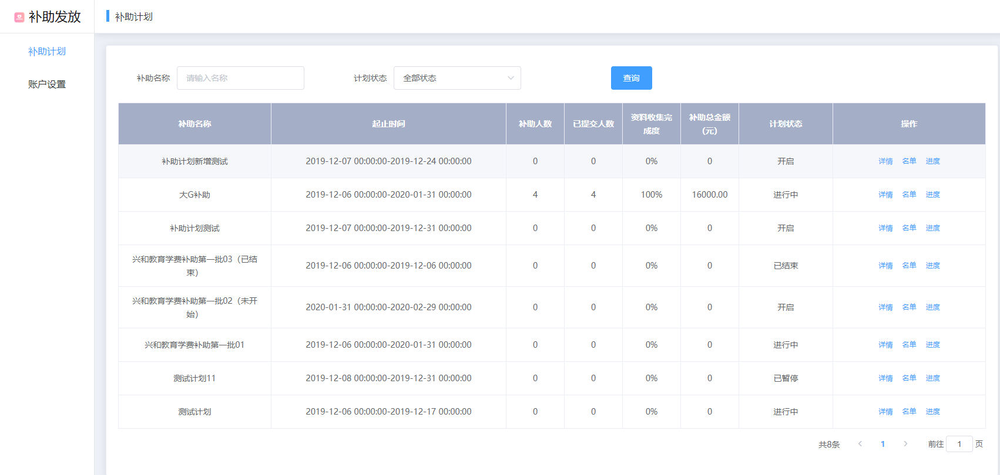 补助发放
补助计划
补助计划
账户设置
补助名称 请输入名称 计划状态 全部状态 查询
补助名称 起止时间 补助人数 已提交人数 资料收集完成度 补助总金额（元） 计划状态 操作
补助计划新增测试 2019-12-07 00:00:00-2019-12-24 00:00:00 0 0 0% 0 开启 详情 名单 进度
大G补助 2019-12-06 00:00:00-2020-01-31 00:00:00 4 4 100% 16000.00 进行中 详情 名单 进度
补助计划测试 2019-12-07 00:00:00-2019-12-31 00:00:00 0 0 0% 0 开启 详情 名单 进度
兴和教育学费补助第一批03（已结束） 2019-12-06 00:00:00-2019-12-06 00:00:00 0 0 0% 0 已结束 详情 名单 进度
兴和教育学费补助第一批02（未开始） 2020-01-31 00:00:00-2020-02-29 00:00:00 0 0 0% 0 开启 详情 名单 进度
兴和教育学费补助第一批01 2019-12-06 00:00:00-2020-01-31 00:00:00 0 0 0% 0 进行中 详情 名单 进度
测试计划11 2019-12-08 00:00:00-2019-12-31 00:00:00 0 0 0% 0 已暂停 详情 名单 进度
测试计划 2019-12-06 00:00:00-2019-12-17 00:00:00 0 0 0% 0 进行中 详情 名单 进度
共8条 1 前往 1 页